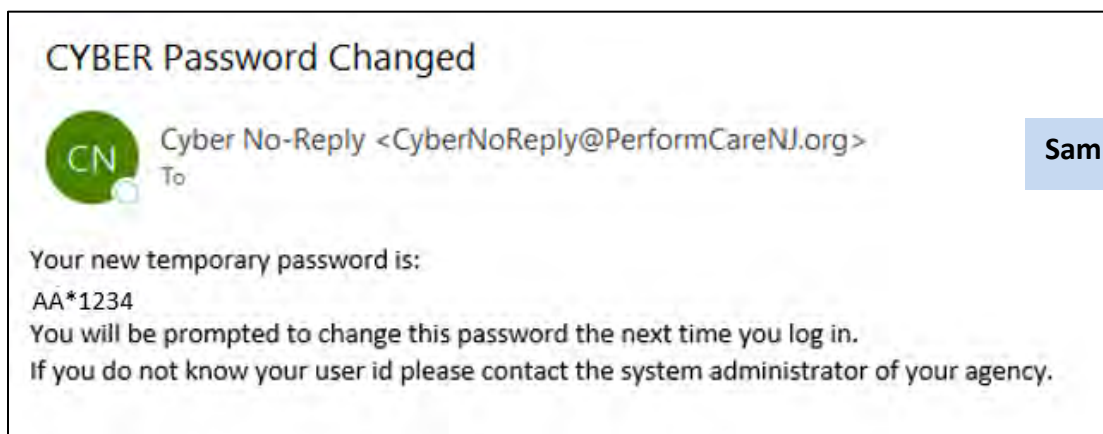 CYBER Password Changed
CN
Cyber No-Reply <CyberNoReply@PerformCareNJ.org>
To
Sam
Your new temporary password is:
AA*1234
You will be prompted to change this password the next time you log in.
If you do not know your user id please contact the system administrator of your agency.